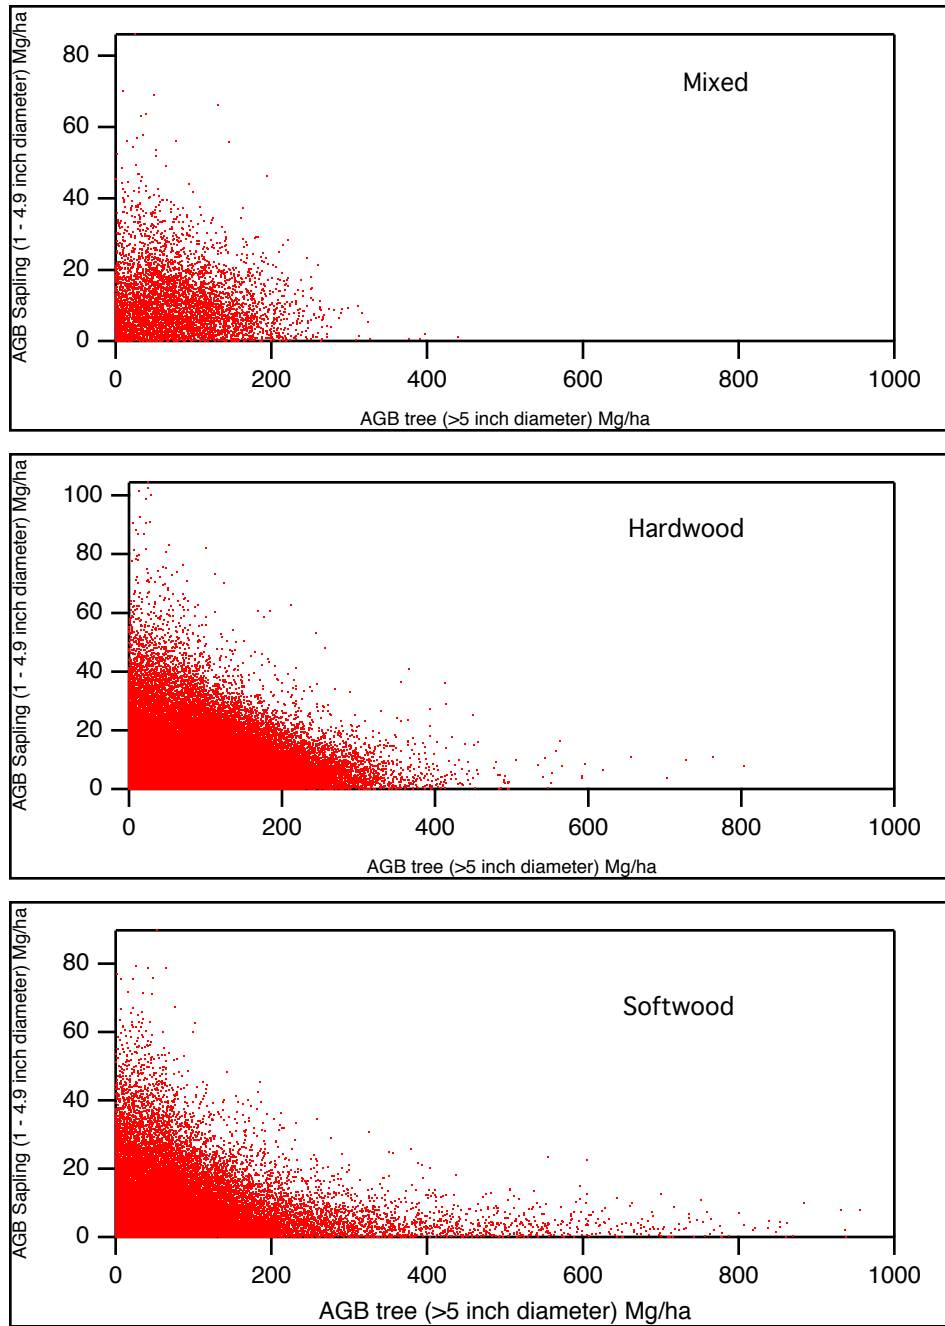 AGB Sapling (1 - 4.9 inch diameter) Mg/ha
80
60
40
20
0
Mixed
0 200 400 600 800 1000
AGB tree (>5 inch diameter) Mg/ha
AGB Sapling (1 - 4.9 inch diameter) Mg/ha
100
80
60
40
20
0
Hardwood
0 200 400 600 800 1000
AGB tree (>5 inch diameter) Mg/ha
AGB Sapling (1 - 4.9 inch diameter) Mg/ha
80
60
40
20
0
Softwood
0 200 400 600 800 1000
AGB tree (>5 inch diameter) Mg/ha